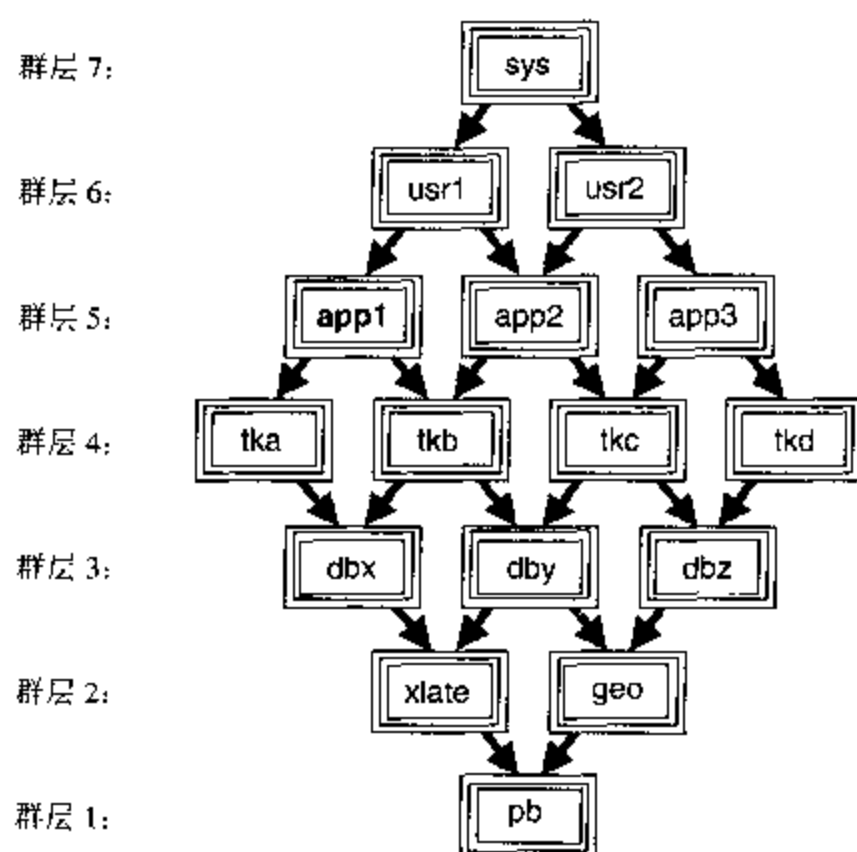 群层 7: sys
群层 6: usr1 usr2
群层 5: app1 app2 app3
群层 4: tka tkb tkc tkd
群层 3: dbx dby dbz
群层 2: xlate geo
群层 1: pb